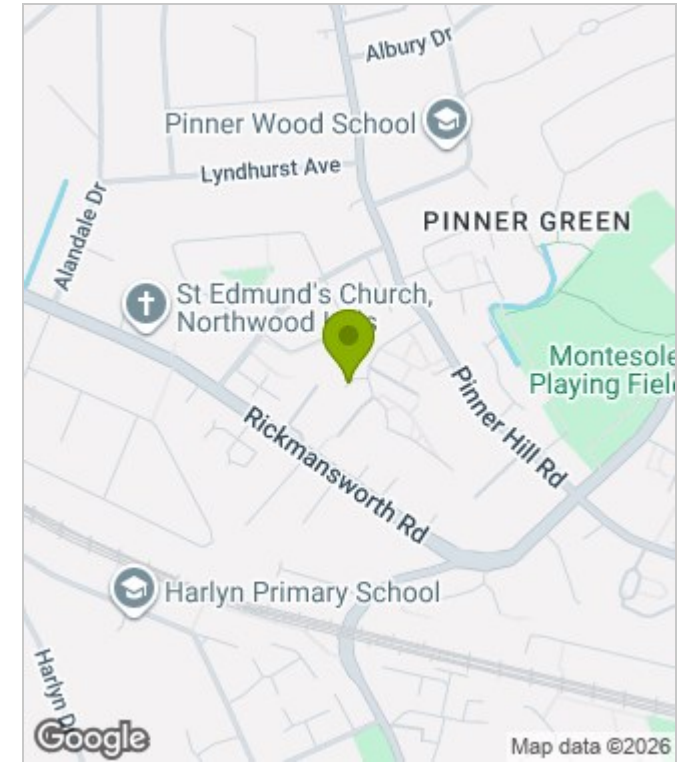 Albury Dr
Pinner Wood School
Lyndhurst Ave
Alandale Dr
PINNER GREEN
St Edmund's Church,
Northwood
Montesole
Playing
Pinner Hill Rd
Rickmansworth Rd
Harlyn Primary School
Harlyn
Google
Map data ©2026